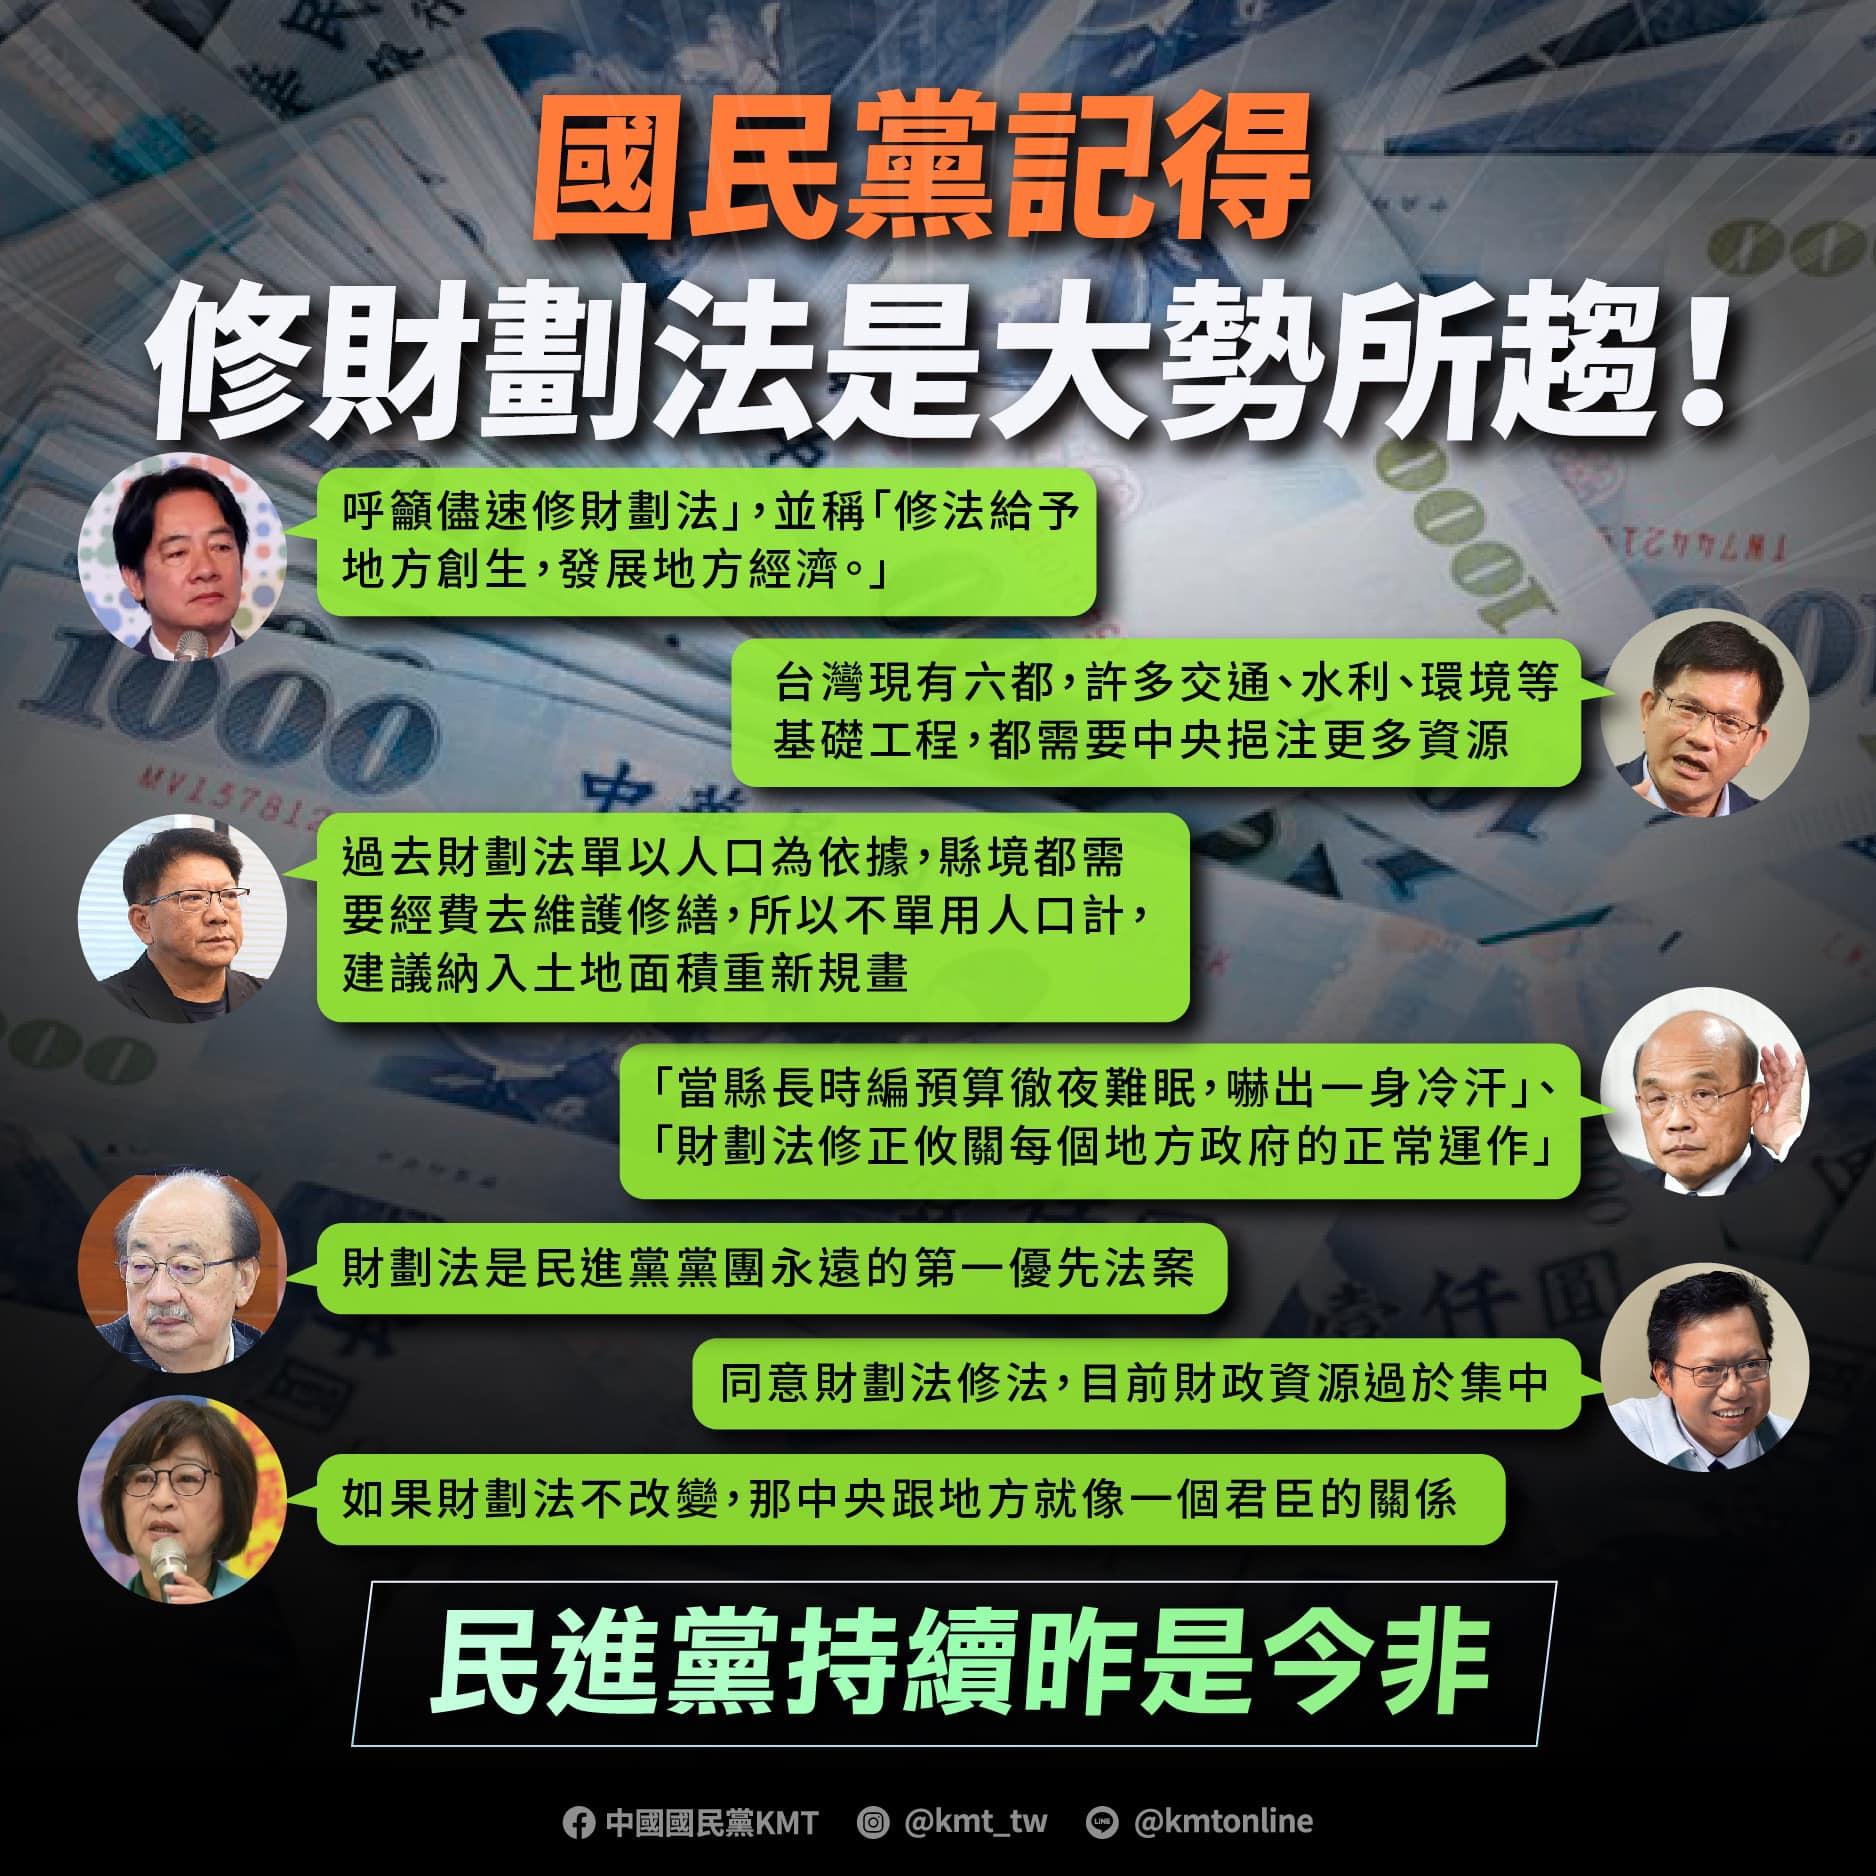 國民黨記得
修財劃法是大勢所趨！
呼籲儘速修財劃法」，並稱「修法給予
地方創生，發展地方經濟。」
台灣現有六都，許多交通、水利、環境等
基礎工程，都需要中央挹注更多資源
過去財劃法單以人口為依據，縣境都需
要經費去維護修繕，所以不單用人口計，
建議納入土地面積重新規畫
「當縣長時編預算徹夜難眠，嚇出一身冷汗」、
「財劃法修正攸關每個地方政府的正常運作」
財劃法是民進黨黨團永遠的第一優先法案
同意財劃法修法，目前財政資源過於集中
如果財劃法不改變，那中央跟地方就像一個君臣的關係
民進黨持續昨是今非
中國國民黨KMT @kmt_tw @kmtonline
1000
1000